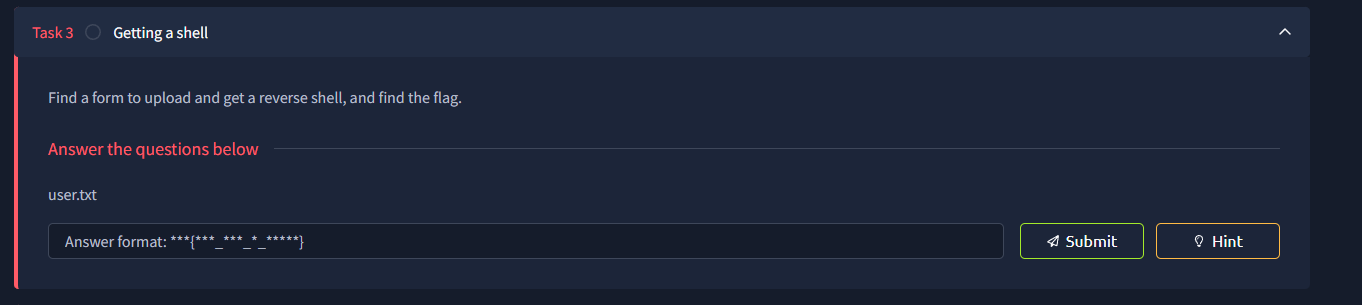 Task 3 Getting a shell
Find a form to upload and get a reverse shell, and find the flag.
Answer the questions below
user.txt
Answer format: ***{***_***_*_*****}
Submit
Hint